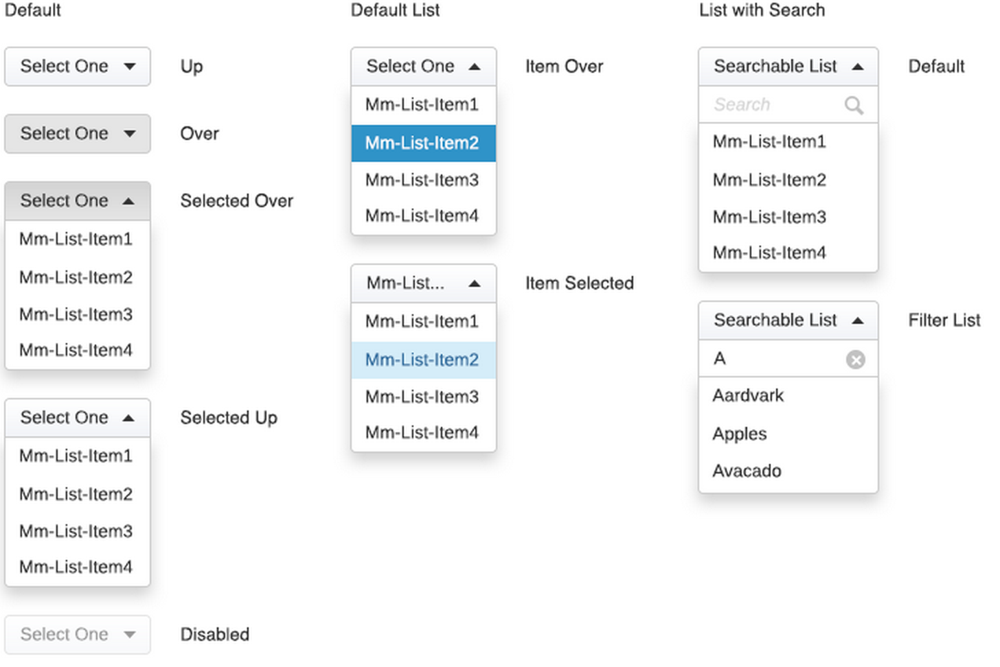 Default
Select One
Up
Select One
Over
Select One
Selected Over
Mm-List-Item1
Mm-List-Item2
Mm-List-Item3
Mm-List-Item4
Select One
Selected Up
Mm-List-Item1
Mm-List-Item2
Mm-List-Item3
Mm-List-Item4
Select One
Disabled
Default List
Select One
Item Over
Mm-List-Item1
Mm-List-Item2
Mm-List-Item3
Mm-List-Item4
Mm-List...
Item Selected
Mm-List-Item1
Mm-List-Item2
Mm-List-Item3
Mm-List-Item4
List with Search
Searchable List
Default
Search
Mm-List-Item1
Mm-List-Item2
Mm-List-Item3
Mm-List-Item4
Searchable List
Filter List
A
Aardvark
Apples
Avacado